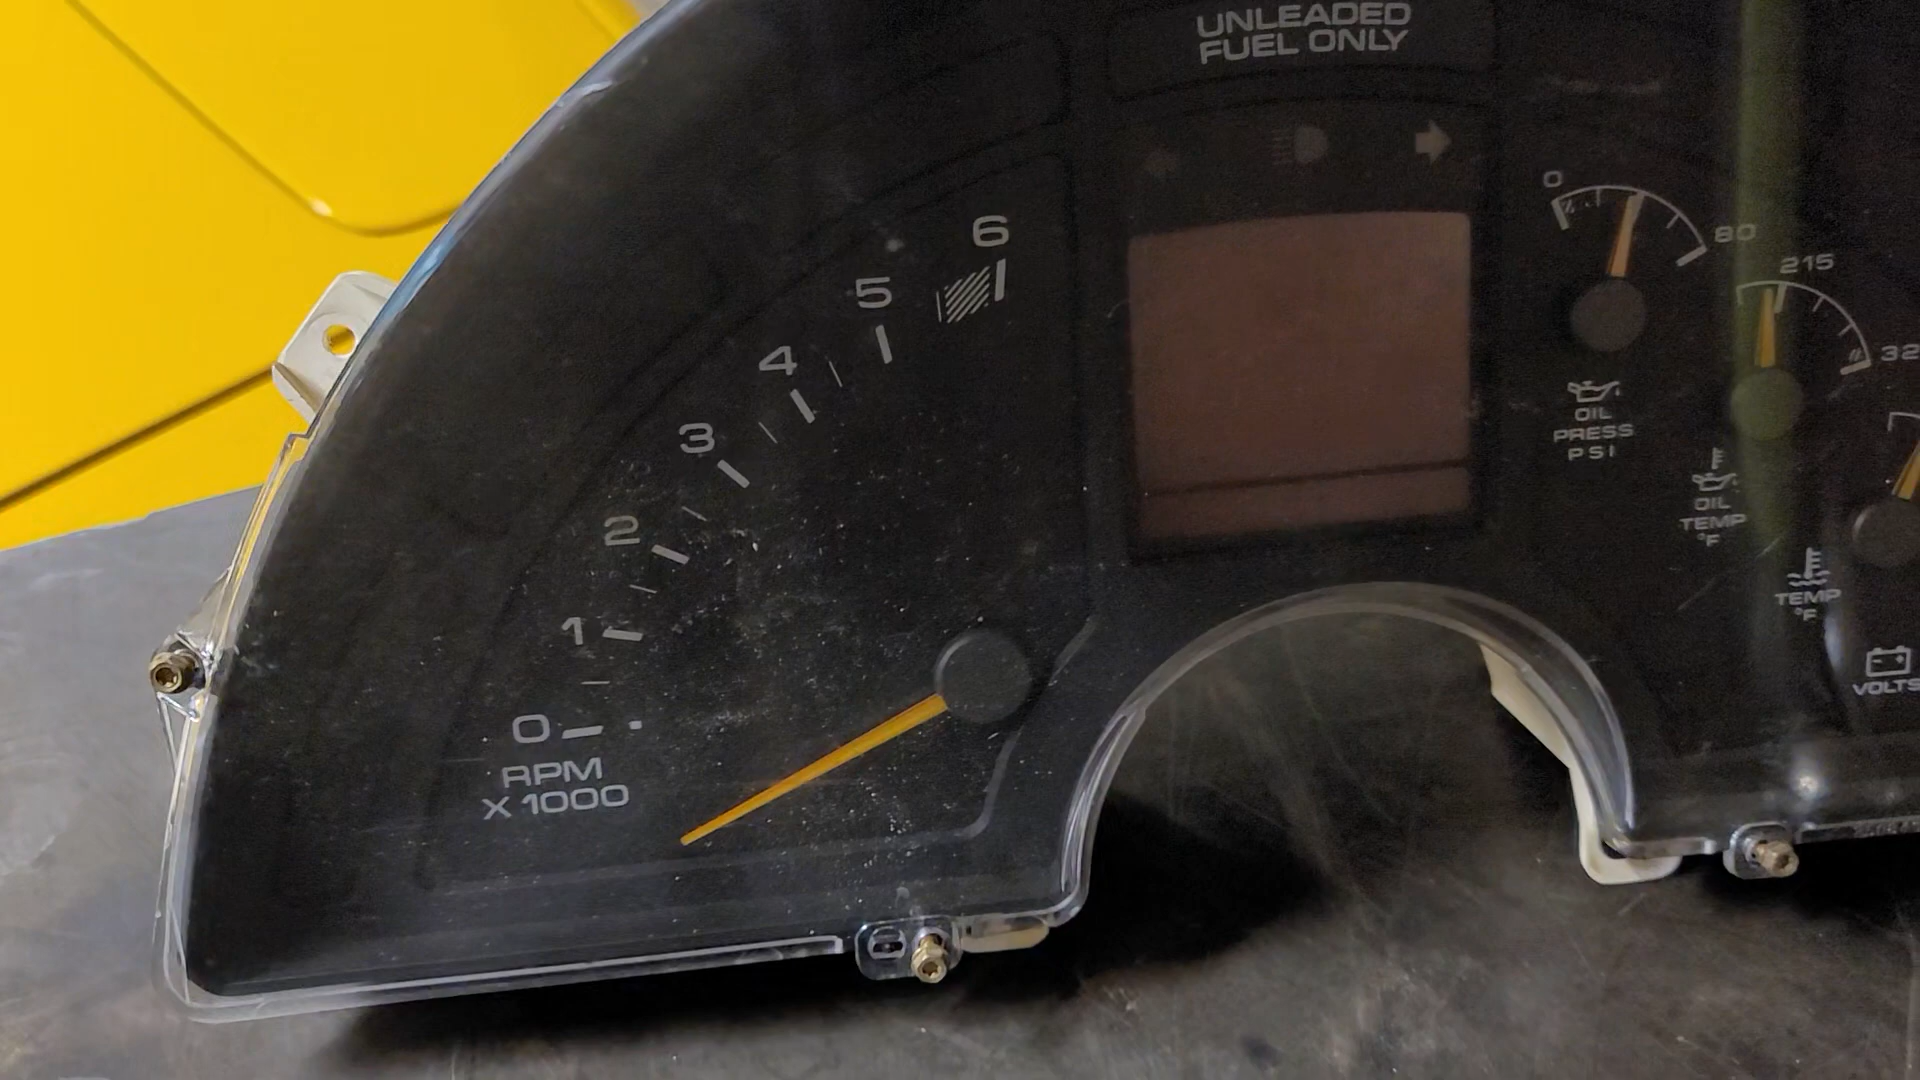 UNLEADED
FUEL ONLY
6
5
4
3
2
1
0
RPM
X 1000
0
80
OIL
PRESS
PSI
215
32
OIL
TEMP
°F
TEMP
°F
VOLTS